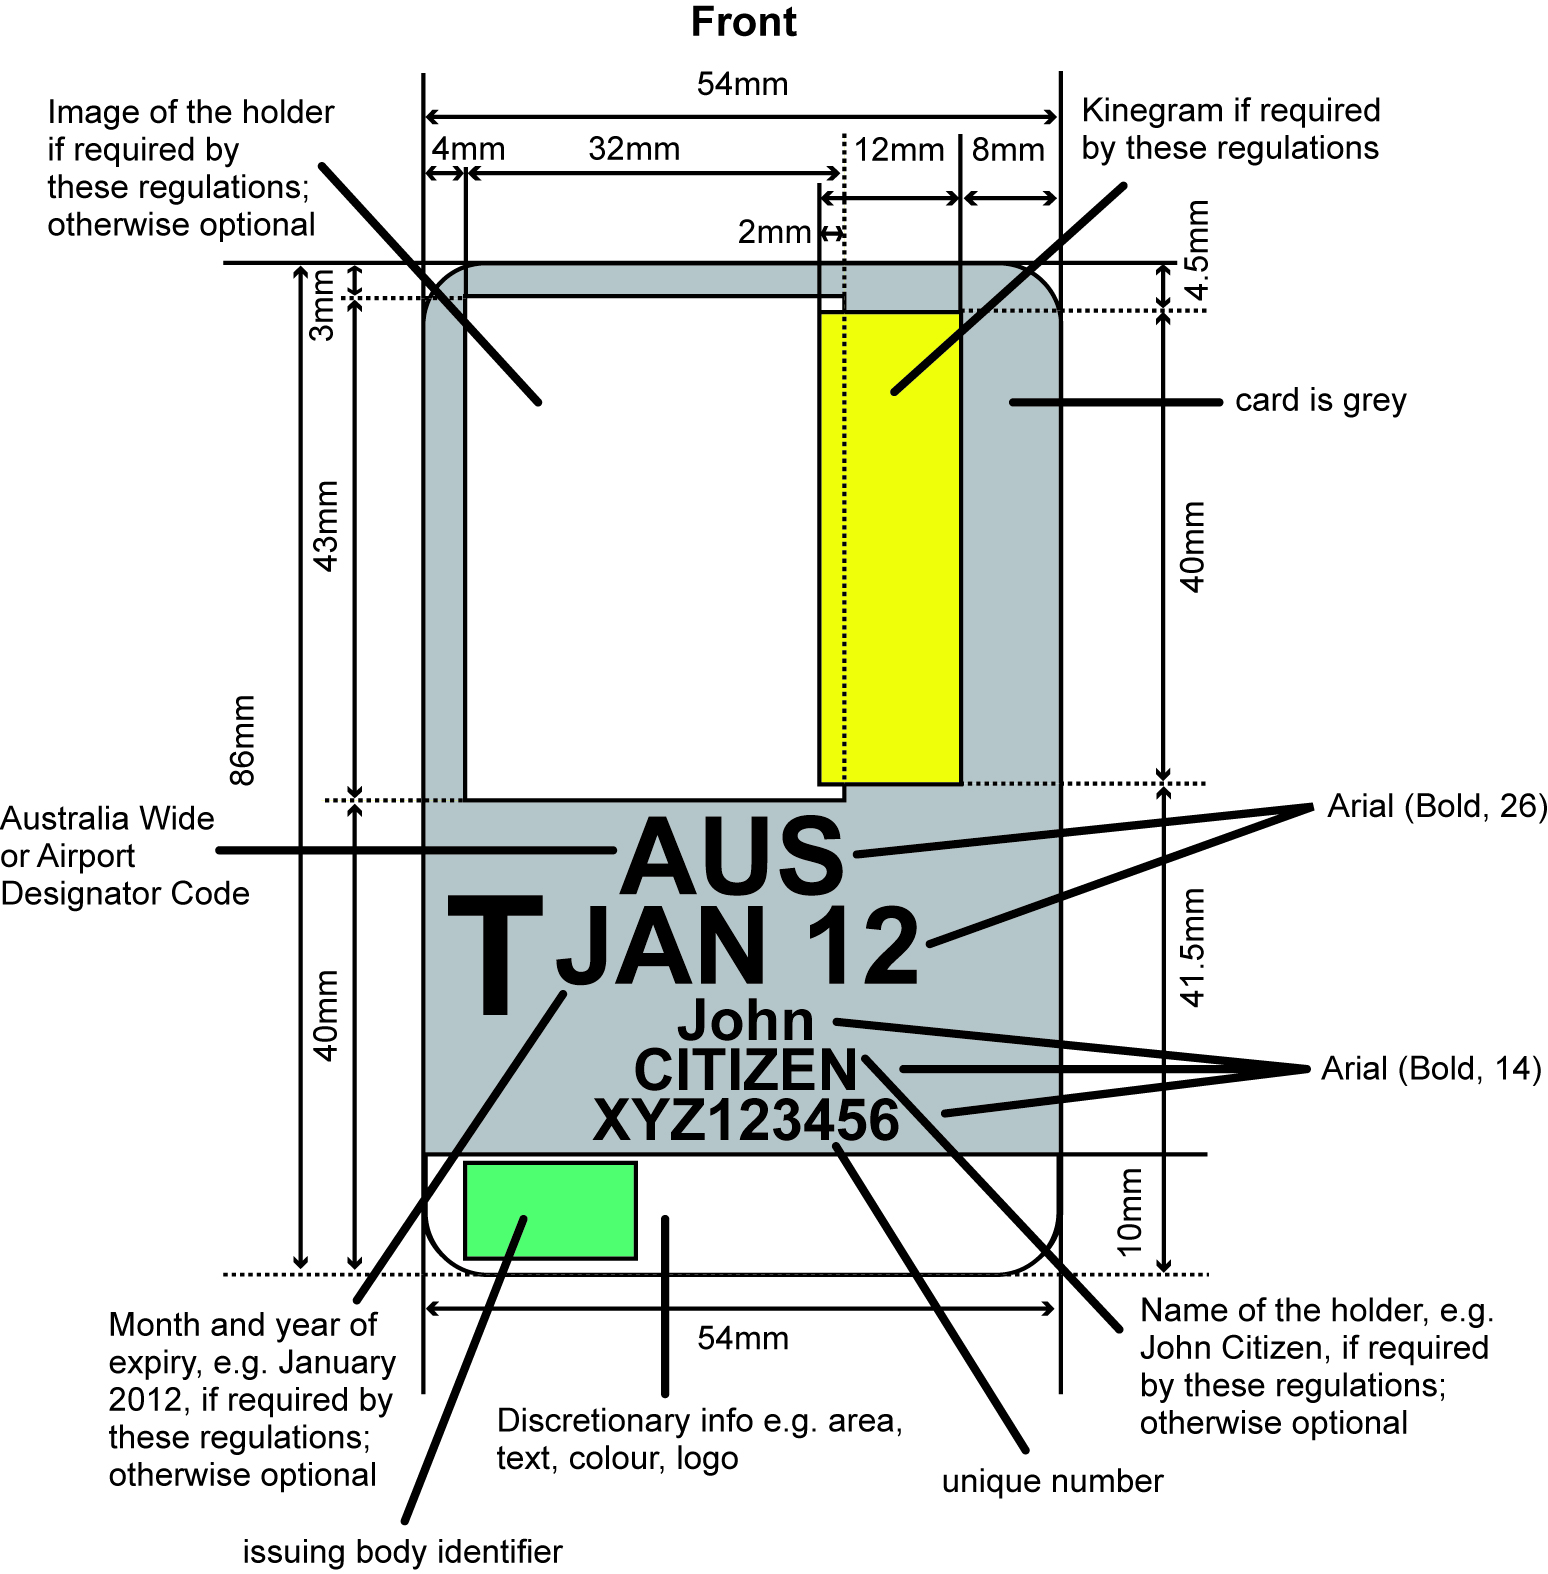 Front
54mm
Image of the holder
if required by
these regulations;
otherwise optional
Kinegram if required
by these regulations
4mm
32mm
12mm
8mm
2mm
4.5mm
3mm
card is grey
43mm
40mm
86mm
Australia Wide
or Airport
Designator Code
AUS
Arial (Bold, 26)
T
JAN 12
41.5mm
40mm
John
CITIZEN
XYZ123456
Arial (Bold, 14)
10mm
54mm
Month and year of
expiry, e.g. January
2012, if required by
these regulations;
otherwise optional
Name of the holder, e.g.
John Citizen, if required
by these regulations;
otherwise optional
Discretionary info e.g. area,
text, colour, logo
unique number
issuing body identifier